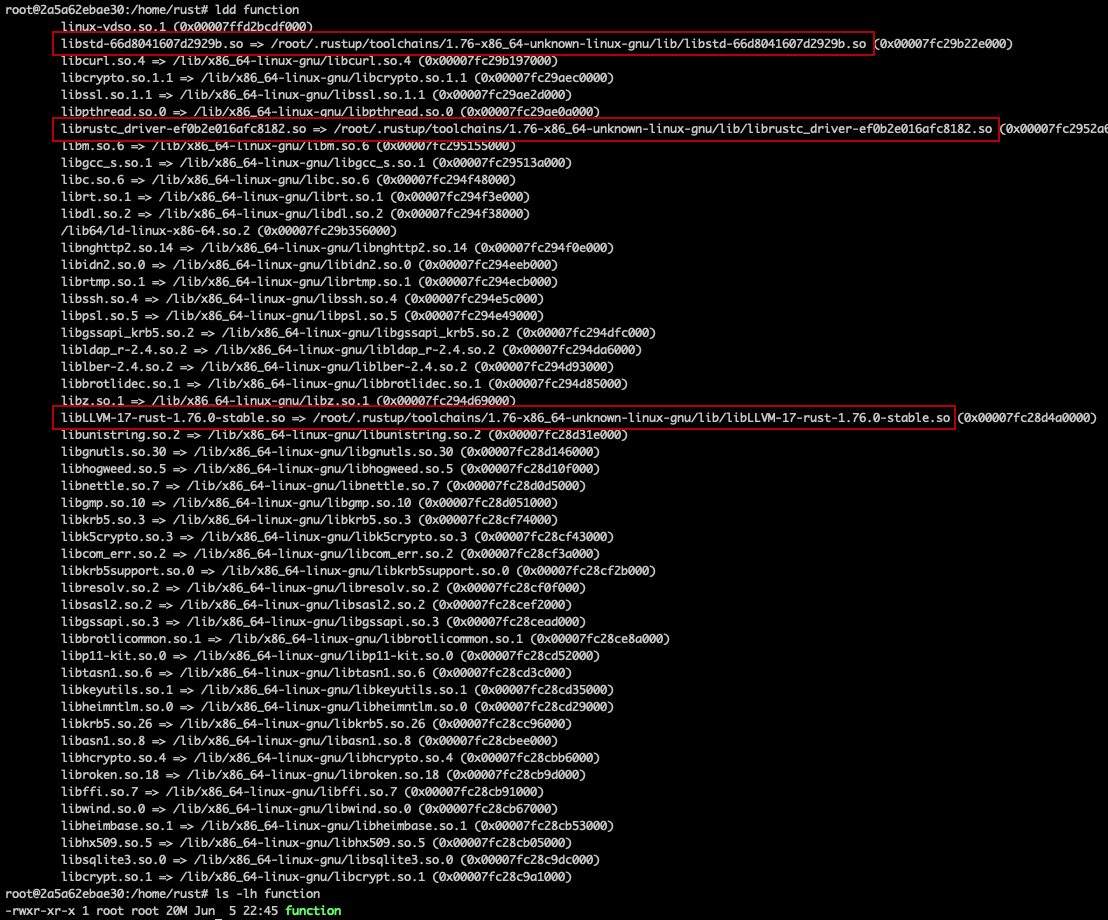 root@2a5a62ebae30:/home/rust# ldd function
linux-vdso.so.1 (0x00007ffd2bcdf000)
libstd-66d8041607d2929b.so => /root/.rustup/toolchains/1.76-x86_64-unknown-linux-gnu/lib/libstd-66d8041607d2929b.so (0x00007fc29b22e000)
libcurl.so.4 => /lib/x86_64-linux-gnu/libcurl.so.4 (0x00007fc29b197000)
libcrypto.so.1.1 => /lib/x86_64-linux-gnu/libcrypto.so.1.1 (0x00007fc29aec0000)
libssl.so.1.1 => /lib/x86_64-linux-gnu/libssl.so.1.1 (0x00007fc29ae2d000)
libpthread.so.0 => /lib/x86_64-linux-gnu/libpthread.so.0 (0x00007fc29ae0a000)
librustc_driver-ef0b2e016afc8182.so => /root/.rustup/toolchains/1.76-x86_64-unknown-linux-gnu/lib/librustc_driver-ef0b2e016afc8182.so (0x00007fc2952a6
libm.so.6 => /lib/x86_64-linux-gnu/libm.so.6 (0x00007fc295155000)
libgcc_s.so.1 => /lib/x86_64-linux-gnu/libgcc_s.so.1 (0x00007fc29513a000)
libc.so.6 => /lib/x86_64-linux-gnu/libc.so.6 (0x00007fc294f48000)
librt.so.1 => /lib/x86_64-linux-gnu/librt.so.1 (0x00007fc294f3e000)
libdl.so.2 => /lib/x86_64-linux-gnu/libdl.so.2 (0x00007fc294f38000)
/lib64/ld-linux-x86-64.so.2 (0x00007fc29b356000)
libnghttp2.so.14 => /lib/x86_64-linux-gnu/libnghttp2.so.14 (0x00007fc294f0e000)
libidn2.so.0 => /lib/x86_64-linux-gnu/libidn2.so.0 (0x00007fc294eeb000)
librtmp.so.1 => /lib/x86_64-linux-gnu/librtmp.so.1 (0x00007fc294ecb000)
libssh.so.4 => /lib/x86_64-linux-gnu/libssh.so.4 (0x00007fc294e5c000)
libpsl.so.5 => /lib/x86_64-linux-gnu/libpsl.so.5 (0x00007fc294e49000)
libgssapi_krb5.so.2 => /lib/x86_64-linux-gnu/libgssapi_krb5.so.2 (0x00007fc294dfc000)
libldap_r-2.4.so.2 => /lib/x86_64-linux-gnu/libldap_r-2.4.so.2 (0x00007fc294da6000)
liblber-2.4.so.2 => /lib/x86_64-linux-gnu/liblber-2.4.so.2 (0x00007fc294d93000)
libbrotlidec.so.1 => /lib/x86_64-linux-gnu/libbrotlidec.so.1 (0x00007fc294d85000)
libz.so.1 => /lib/x86_64-linux-gnu/libz.so.1 (0x00007fc294d69000)
libLLVM-17-rust-1.76.0-stable.so => /root/.rustup/toolchains/1.76-x86_64-unknown-linux-gnu/lib/libLLVM-17-rust-1.76.0-stable.so (0x00007fc28d4a0000)
libunistring.so.2 => /lib/x86_64-linux-gnu/libunistring.so.2 (0x00007fc28d31e000)
libgnutls.so.30 => /lib/x86_64-linux-gnu/libgnutls.so.30 (0x00007fc28d146000)
libhogweed.so.5 => /lib/x86_64-linux-gnu/libhogweed.so.5 (0x00007fc28d10f000)
libnettle.so.7 => /lib/x86_64-linux-gnu/libnettle.so.7 (0x00007fc28d0d5000)
libgmp.so.10 => /lib/x86_64-linux-gnu/libgmp.so.10 (0x00007fc28d051000)
libkrb5.so.3 => /lib/x86_64-linux-gnu/libkrb5.so.3 (0x00007fc28cf74000)
libk5crypto.so.3 => /lib/x86_64-linux-gnu/libk5crypto.so.3 (0x00007fc28cf43000)
libcom_err.so.2 => /lib/x86_64-linux-gnu/libcom_err.so.2 (0x00007fc28cf3a000)
libkrb5support.so.0 => /lib/x86_64-linux-gnu/libkrb5support.so.0 (0x00007fc28cf2b000)
libresolv.so.2 => /lib/x86_64-linux-gnu/libresolv.so.2 (0x00007fc28cf0f000)
libsasl2.so.2 => /lib/x86_64-linux-gnu/libsasl2.so.2 (0x00007fc28cef2000)
libgssapi.so.3 => /lib/x86_64-linux-gnu/libgssapi.so.3 (0x00007fc28cead000)
libbrotlicommon.so.1 => /lib/x86_64-linux-gnu/libbrotlicommon.so.1 (0x00007fc28ce8a000)
libp11-kit.so.0 => /lib/x86_64-linux-gnu/libp11-kit.so.0 (0x00007fc28cd52000)
libtasn1.so.6 => /lib/x86_64-linux-gnu/libtasn1.so.6 (0x00007fc28cd3c000)
libkeyutils.so.1 => /lib/x86_64-linux-gnu/libkeyutils.so.1 (0x00007fc28cd35000)
libheimntlm.so.0 => /lib/x86_64-linux-gnu/libheimntlm.so.0 (0x00007fc28cd29000)
libkrb5.so.26 => /lib/x86_64-linux-gnu/libkrb5.so.26 (0x00007fc28cc96000)
libasn1.so.8 => /lib/x86_64-linux-gnu/libasn1.so.8 (0x00007fc28cbee000)
libhcrypto.so.4 => /lib/x86_64-linux-gnu/libhcrypto.so.4 (0x00007fc28cbb6000)
libroken.so.18 => /lib/x86_64-linux-gnu/libroken.so.18 (0x00007fc28cb9d000)
libffi.so.7 => /lib/x86_64-linux-gnu/libffi.so.7 (0x00007fc28cb91000)
libwind.so.0 => /lib/x86_64-linux-gnu/libwind.so.0 (0x00007fc28cb67000)
libheimbase.so.1 => /lib/x86_64-linux-gnu/libheimbase.so.1 (0x00007fc28cb53000)
libhx509.so.5 => /lib/x86_64-linux-gnu/libhx509.so.5 (0x00007fc28cb05000)
libsqlite3.so.0 => /lib/x86_64-linux-gnu/libsqlite3.so.0 (0x00007fc28c9dc000)
libcrypt.so.1 => /lib/x86_64-linux-gnu/libcrypt.so.1 (0x00007fc28c9a1000)
root@2a5a62ebae30:/home/rust# ls -lh function
-rwxr-xr-x 1 root root 20M Jun  5 22:45 function